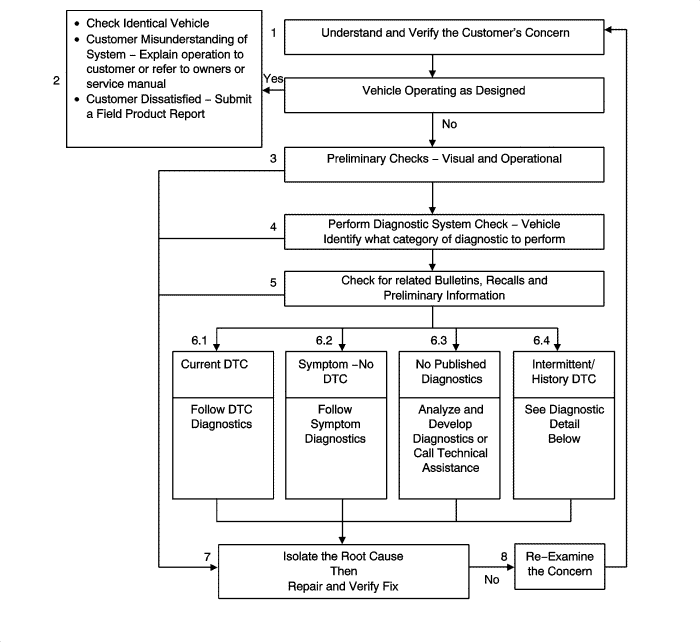 1
Understand and Verify the Customer's Concern
2
• Check Identical Vehicle
• Customer Misunderstanding of
System – Explain operation to
customer or refer to owners or
service manual
• Customer Dissatisfied – Submit
a Field Product Report
Yes
Vehicle Operating as Designed
No
3
Preliminary Checks – Visual and Operational
4
Perform Diagnostic System Check – Vehicle
Identify what category of diagnostic to perform
5
Check for related Bulletins, Recalls and
Preliminary Information
6.1
Current DTC
Follow DTC
Diagnostics
6.2
Symptom –No
DTC
Follow
Symptom
Diagnostics
6.3
No Published
Diagnostics
Analyze and
Develop
Diagnostics or
Call Technical
Assistance
6.4
Intermittent/
History DTC
See Diagnostic
Detail
Below
7
Isolate the Root Cause
Then
Repair and Verify Fix
No
8
Re–Examine
the Concern